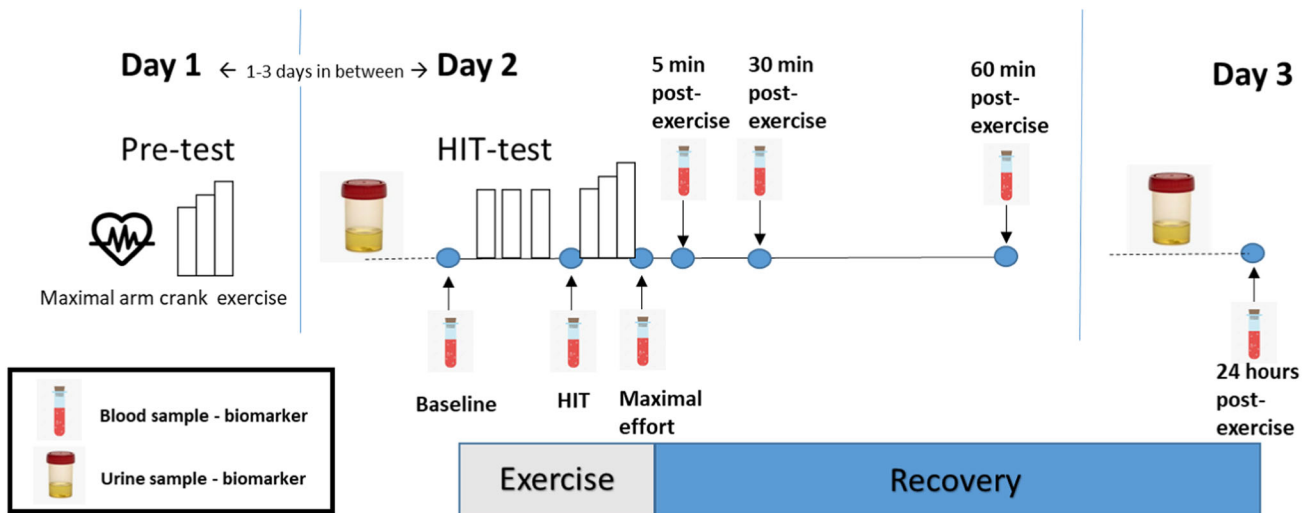 Day 1
← 1-3 days in between →
Day 2
5 min
post-
exercise
30 min
post-
exercise
60 min
post-
exercise
Day 3
Pre-test
HIT-test
Maximal arm crank exercise
Baseline
HIT
Maximal
effort
24 hours
post-
exercise
Blood sample - biomarker
Urine sample - biomarker
Exercise
Recovery